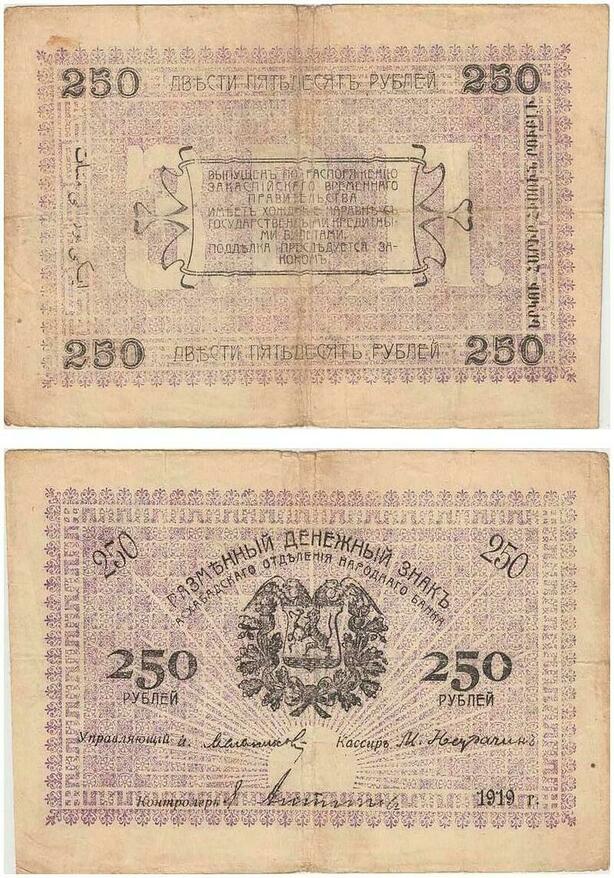 250 ДВѢСТИ ПЯТЬДЕСЯТЪ РУБЛЕЙ 250
ВЫПУЩЕНЪ ПО РАСПОРЯЖЕНІЮ
ЗАКАСПІЙСКАГО ВРЕМЕННАГО
ПРАВИТЕЛЬСТВА
ИМѢЕТЪ ХОЖДЕНІЕ НАРАВНѢ СЪ
ГОСУДАРСТВЕННЫМИ КРЕДИТНЫ-
МИ БИЛЕТАМИ.
ПОДДѢЛКА ПРЕСЛѢДУЕТСЯ ЗА-
КОНОМЪ.
250 ДВѢСТИ ПЯТЬДЕСЯТЪ РУБЛЕЙ 250
250 250
РАЗМѢННЫЙ ДЕНЕЖНЫЙ ЗНАКЪ
АСХАБАДСКАГО ОТДѢЛЕНІЯ НАРОДНАГО БАНКА
250 250
РУБЛЕЙ РУБЛЕЙ
Управляющій Кассиръ М.
Контролеръ 1919 г.